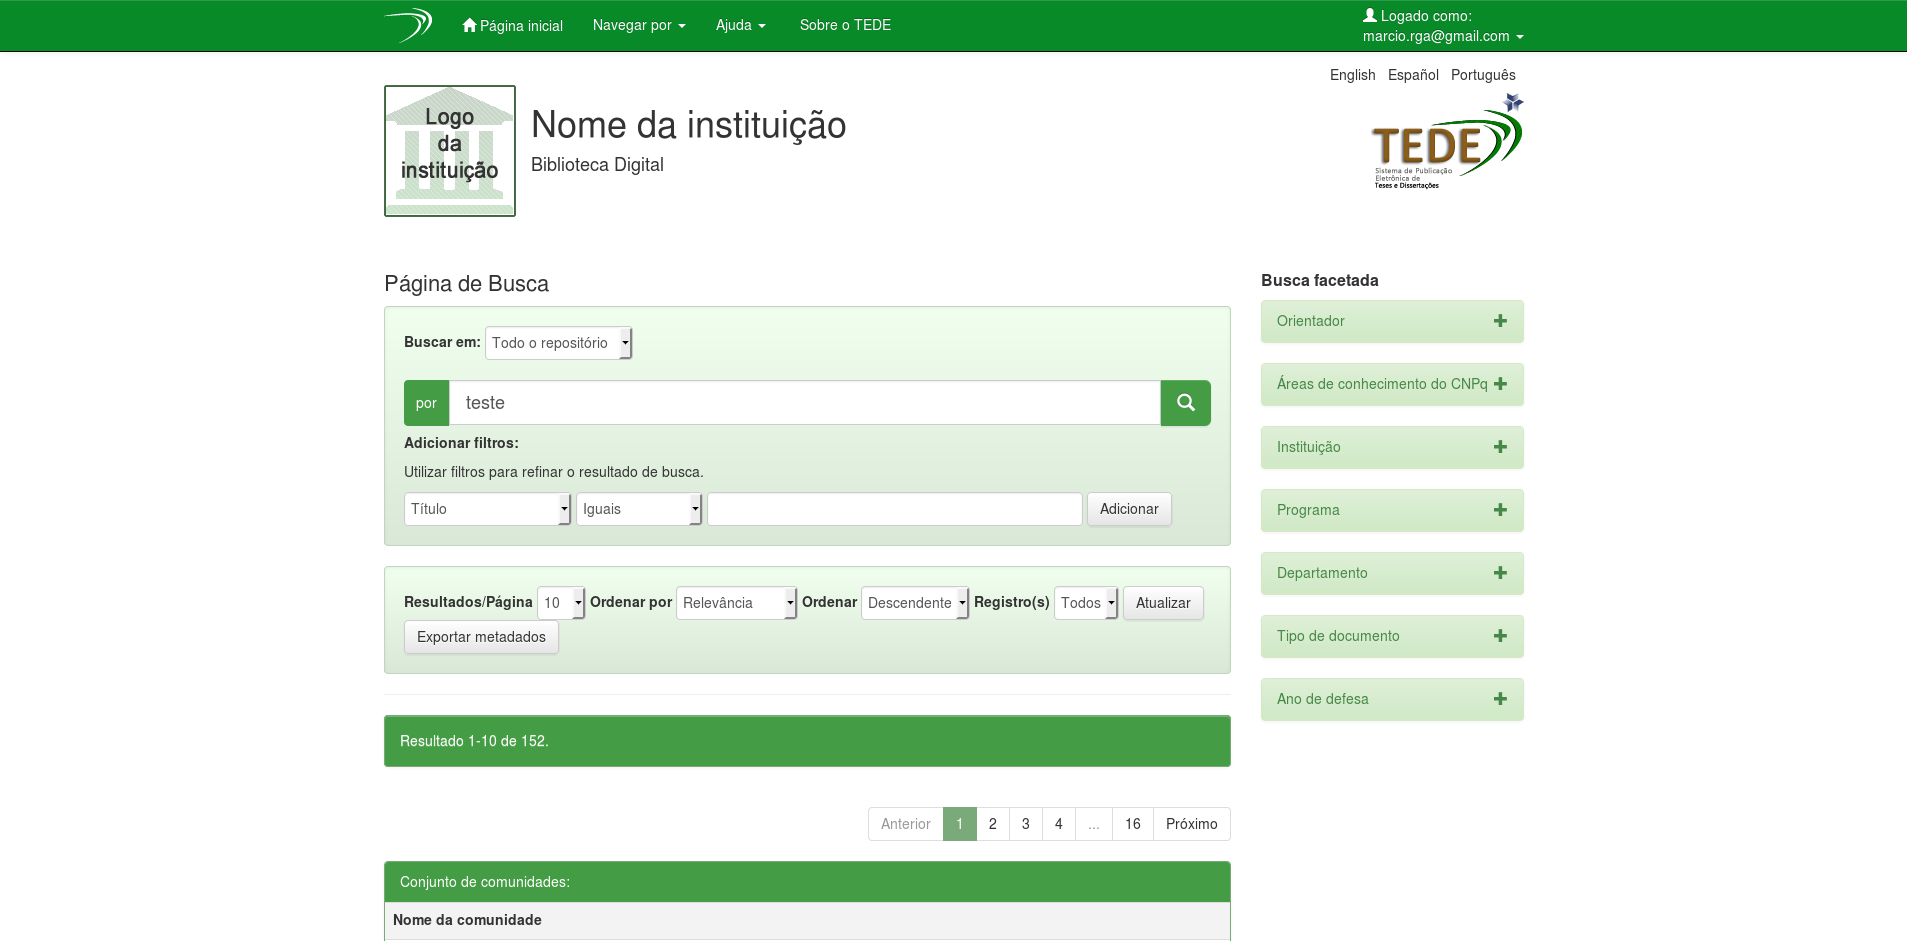 Página inicial
Navegar por
Ajuda
Sobre o TEDE
Logado como:
marcio.rga@gmail.com
English Español Português
Logo
da
instituição
Nome da instituição
Biblioteca Digital
TEDE
Sistema de Publicação
Eletrônica de
Teses e Dissertações
Página de Busca
Buscar em: Todo o repositório
por teste
Adicionar filtros:
Utilizar filtros para refinar o resultado de busca.
Título Iguais Adicionar
Resultados/Página 10 Ordenar por Relevância Ordenar Descendente Registro(s) Todos Atualizar
Exportar metadados
Resultado 1-10 de 152.
Anterior 1 2 3 4 ... 16 Próximo
Conjunto de comunidades:
Nome da comunidade
Busca facetada
Orientador
Áreas de conhecimento do CNPq
Instituição
Programa
Departamento
Tipo de documento
Ano de defesa